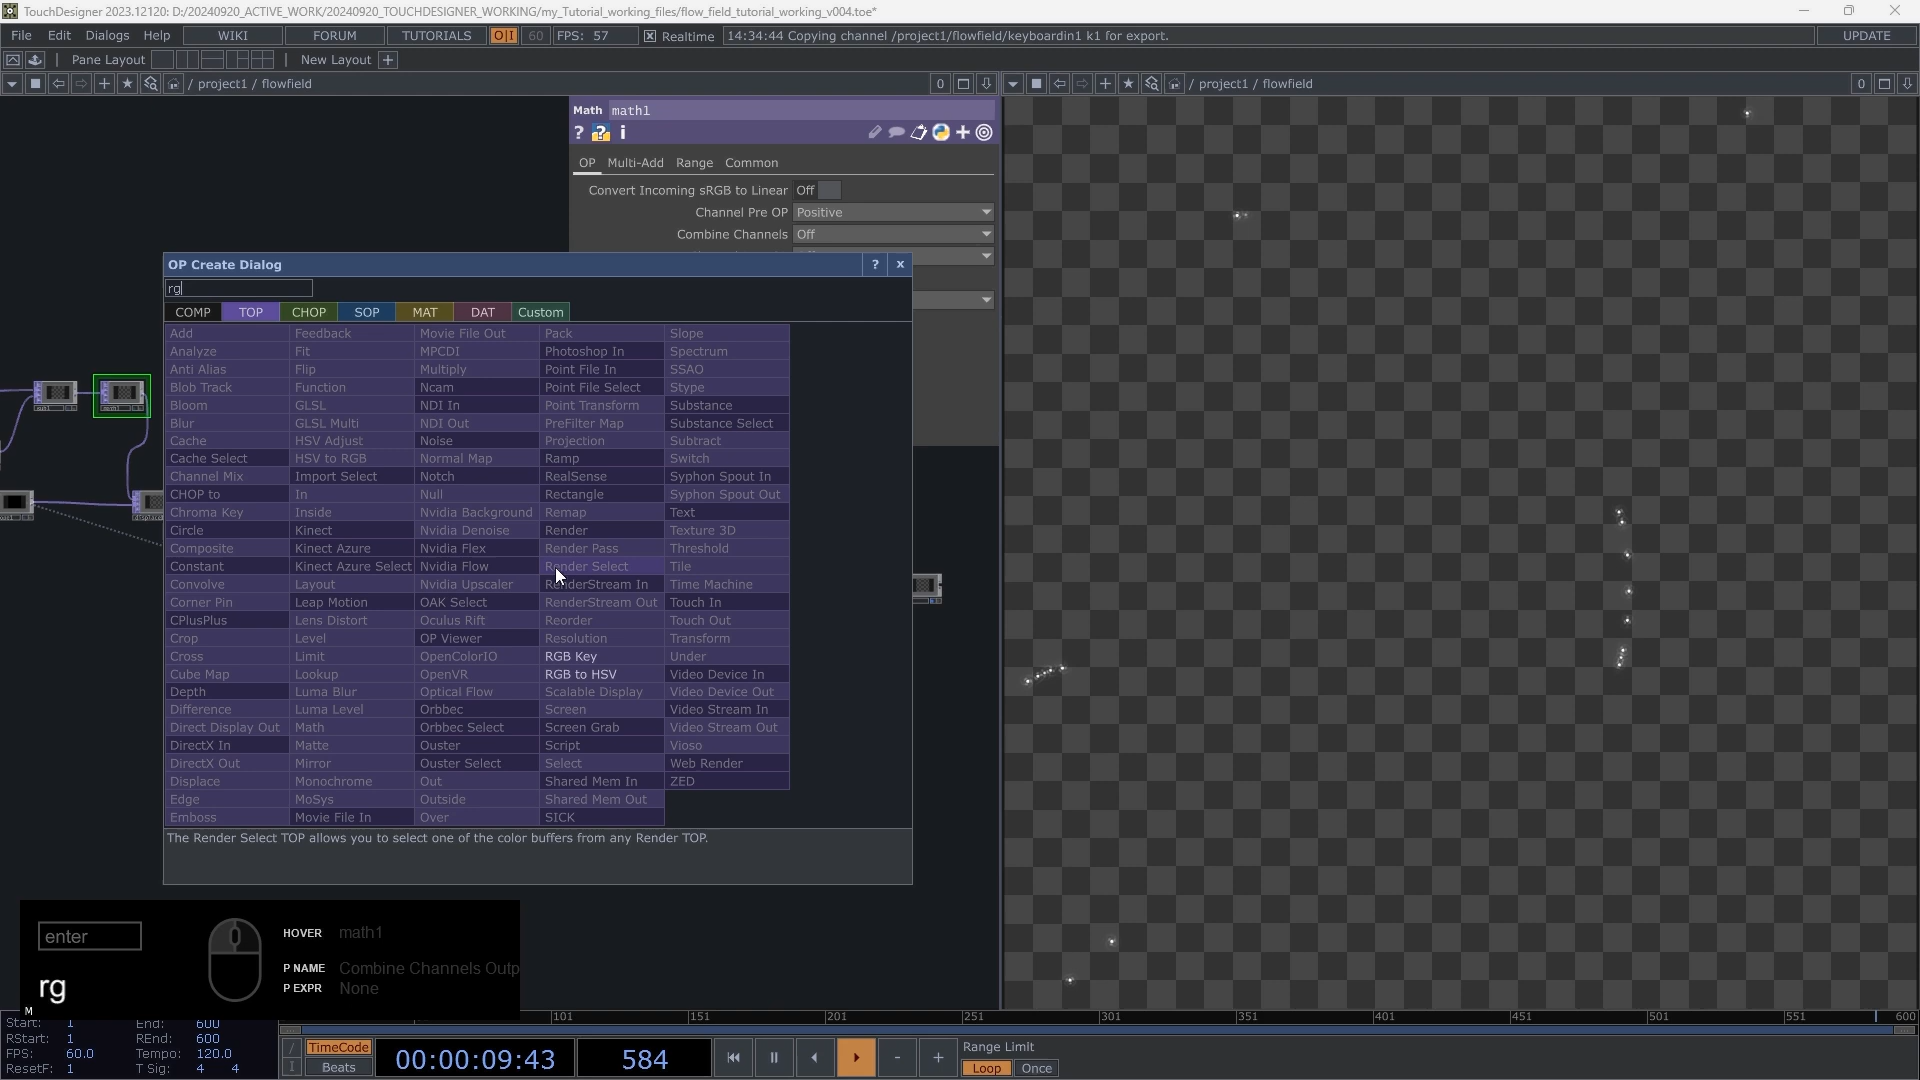 TouchDesigner 2023.12120: D:/20240920_ACTIVE_WORK/20240920_TOUCHDESIGNER_WORKING/my_Tutorial_working_files/flow_field_tutorial_working_v004.toe*
File Edit Dialogs Help WIKI FORUM TUTORIALS O|I 60 FPS: 57 Realtime 14:34:44 Copying channel /project1/flowfield/keyboardin1 k1 for export. UPDATE
Pane Layout New Layout +
/ project1 / flowfield 0 / project1 / flowfield 0
Math math1
? ? i
OP Multi-Add Range Common
Convert Incoming sRGB to Linear Off
Channel Pre OP Positive
Combine Channels Off
OP Create Dialog ? x
rg
COMP TOP CHOP SOP MAT DAT Custom
Add Feedback Movie File Out Pack Slope
Analyze Fit MPCDI Photoshop In Spectrum
Anti Alias Flip Multiply Point File In SSAO
Blob Track Function Ncam Point File Select Stype
Bloom GLSL NDI In Point Transform Substance
Blur GLSL Multi NDI Out PreFilter Map Substance Select
Cache HSV Adjust Noise Projection Subtract
Cache Select HSV to RGB Normal Map Ramp Switch
Channel Mix Import Select Notch RealSense Syphon Spout In
CHOP to In Null Rectangle Syphon Spout Out
Chroma Key Inside Nvidia Background Remap Text
Circle Kinect Nvidia Denoise Render Texture 3D
Composite Kinect Azure Nvidia Flex Render Pass Threshold
Constant Kinect Azure Select Nvidia Flow Render Select Tile
Convolve Layout Nvidia Upscaler RenderStream In Time Machine
Corner Pin Leap Motion OAK Select RenderStream Out Touch In
CPlusPlus Lens Distort Oculus Rift Reorder Touch Out
Crop Level OP Viewer Resolution Transform
Cross Limit OpenColorIO RGB Key Under
Cube Map Lookup OpenVR RGB to HSV Video Device In
Depth Luma Blur Optical Flow Scalable Display Video Device Out
Difference Luma Level Orbbec Screen Video Stream In
Direct Display Out Math Orbbec Select Screen Grab Video Stream Out
DirectX In Matte Ouster Script Vioso
DirectX Out Mirror Ouster Select Select Web Render
Displace Monochrome Out Shared Mem In ZED
Edge MoSys Outside Shared Mem Out
Emboss Movie File In Over SICK
The Render Select TOP allows you to select one of the color buffers from any Render TOP.
enter
HOVER math1
P NAME Combine Channels Outp
P EXPR None
rg
M
Start: 1 End: 600
RStart: 1 REnd: 600
FPS: 60.0 Tempo: 120.0
ResetF: 1 T Sig: 4 4
101 151 201 251 301 351 401 451 501 551 600
TimeCode
Beats
00:00:09:43 584
- +
Range Limit
Loop Once